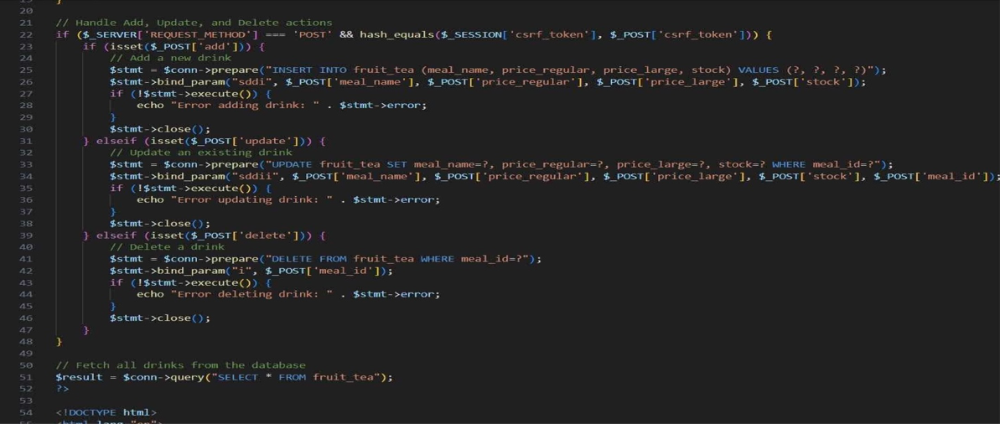 20
21 // Handle Add, Update, and Delete actions
22 if ($_SERVER['REQUEST_METHOD'] === 'POST' && hash_equals($_SESSION['csrf_token'], $_POST['csrf_token'])) {
23     if (isset($_POST['add'])) {
24         // Add a new drink
25         $stmt = $conn->prepare("INSERT INTO fruit_tea (meal_name, price_regular, price_large, stock) VALUES (?, ?, ?, ?)");
26         $stmt->bind_param("sddi", $_POST['meal_name'], $_POST['price_regular'], $_POST['price_large'], $_POST['stock']);
27         if (!$stmt->execute()) {
28             echo "Error adding drink: " . $stmt->error;
29         }
30         $stmt->close();
31     } elseif (isset($_POST['update'])) {
32         // Update an existing drink
33         $stmt = $conn->prepare("UPDATE fruit_tea SET meal_name=?, price_regular=?, price_large=?, stock=? WHERE meal_id=?");
34         $stmt->bind_param("sddii", $_POST['meal_name'], $_POST['price_regular'], $_POST['price_large'], $_POST['stock'], $_POST['meal_id']);
35         if (!$stmt->execute()) {
36             echo "Error updating drink: " . $stmt->error;
37         }
38         $stmt->close();
39     } elseif (isset($_POST['delete'])) {
40         // Delete a drink
41         $stmt = $conn->prepare("DELETE FROM fruit_tea WHERE meal_id=?");
42         $stmt->bind_param("i", $_POST['meal_id']);
43         if (!$stmt->execute()) {
44             echo "Error deleting drink: " . $stmt->error;
45         }
46         $stmt->close();
47     }
48 }
49
50 // Fetch all drinks from the database
51 $result = $conn->query("SELECT * FROM fruit_tea");
52 ?>
53
54 <!DOCTYPE html>